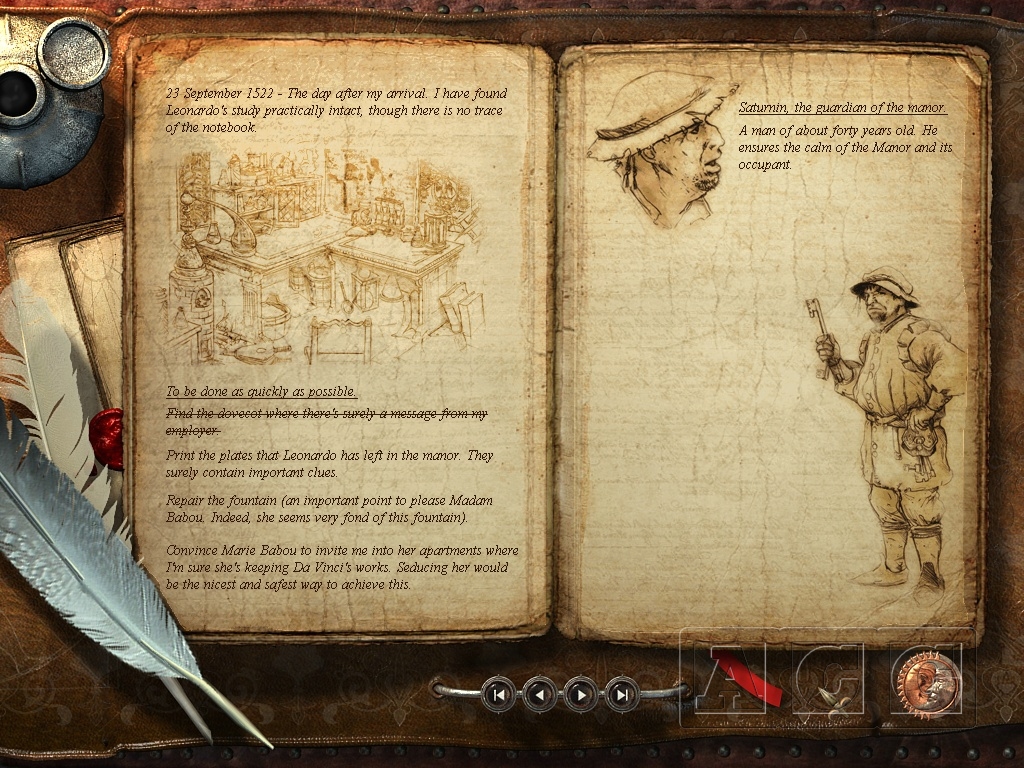 23 September 1522 - The day after my arrival. I have found
Leonardo's study practically intact, though there is no trace
of the notebook.
To be done as quickly as possible.
Find the dovecot where there's surely a message from my
employer.
Print the plates that Leonardo has left in the manor. They
surely contain important clues.
Repair the fountain (an important point to please Madam
Babou. Indeed, she seems very fond of this fountain).
Convince Marie Babou to invite me into her apartments where
I'm sure she's keeping Da Vinci's works. Seducing her would
be the nicest and safest way to achieve this.
Saturnin, the guardian of the manor.
A man of about forty years old. He
ensures the calm of the Manor and its
occupant.
AGC